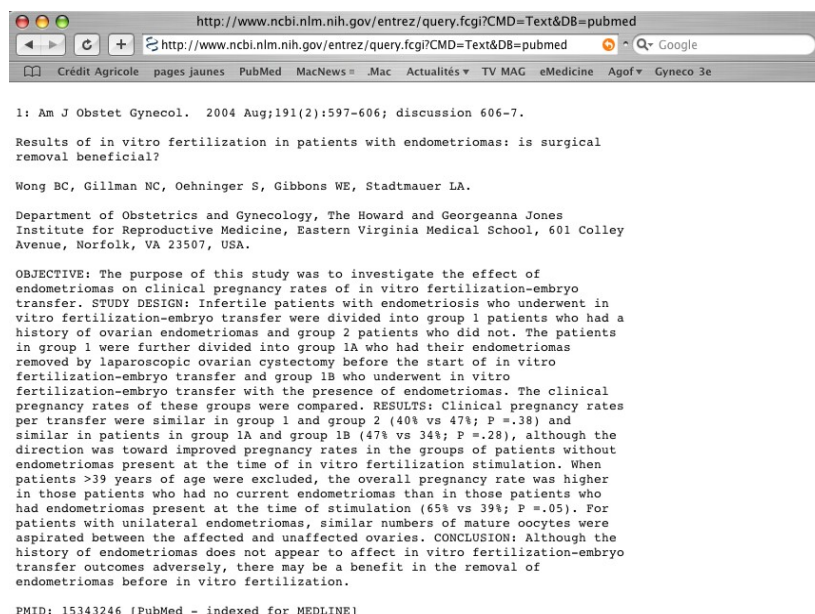 http://www.ncbi.nlm.nih.gov/entrez/query.fcgi?CMD=Text&DB=pubmed
http://www.ncbi.nlm.nih.gov/entrez/query.fcgi?CMD=Text&DB=pubmed Google
Crédit Agricole pages jaunes PubMed MacNews .Mac Actualités TV MAG eMedicine Agof Gyneco 3e
1: Am J Obstet Gynecol. 2004 Aug;191(2):597-606; discussion 606-7.
Results of in vitro fertilization in patients with endometriomas: is surgical
removal beneficial?
Wong BC, Gillman NC, Oehninger S, Gibbons WE, Stadtmauer LA.
Department of Obstetrics and Gynecology, The Howard and Georgeanna Jones
Institute for Reproductive Medicine, Eastern Virginia Medical School, 601 Colley
Avenue, Norfolk, VA 23507, USA.
OBJECTIVE: The purpose of this study was to investigate the effect of
endometriomas on clinical pregnancy rates of in vitro fertilization-embryo
transfer. STUDY DESIGN: Infertile patients with endometriosis who underwent in
vitro fertilization-embryo transfer were divided into group 1 patients who had a
history of ovarian endometriomas and group 2 patients who did not. The patients
in group 1 were further divided into group 1A who had their endometriomas
removed by laparoscopic ovarian cystectomy before the start of in vitro
fertilization-embryo transfer and group 1B who underwent in vitro
fertilization-embryo transfer with the presence of endometriomas. The clinical
pregnancy rates of these groups were compared. RESULTS: Clinical pregnancy rates
per transfer were similar in group 1 and group 2 (40% vs 47%; P =.38) and
similar in patients in group 1A and group 1B (47% vs 34%; P =.28), although the
direction was toward improved pregnancy rates in the groups of patients without
endometriomas present at the time of in vitro fertilization stimulation. When
patients >39 years of age were excluded, the overall pregnancy rate was higher
in those patients who had no current endometriomas than in those patients who
had endometriomas present at the time of stimulation (65% vs 39%; P =.05). For
patients with unilateral endometriomas, similar numbers of mature oocytes were
aspirated between the affected and unaffected ovaries. CONCLUSION: Although the
history of endometriomas does not appear to affect in vitro fertilization-embryo
transfer outcomes adversely, there may be a benefit in the removal of
endometriomas before in vitro fertilization.
PMID: 15343246 [PubMed - indexed for MEDLINE]